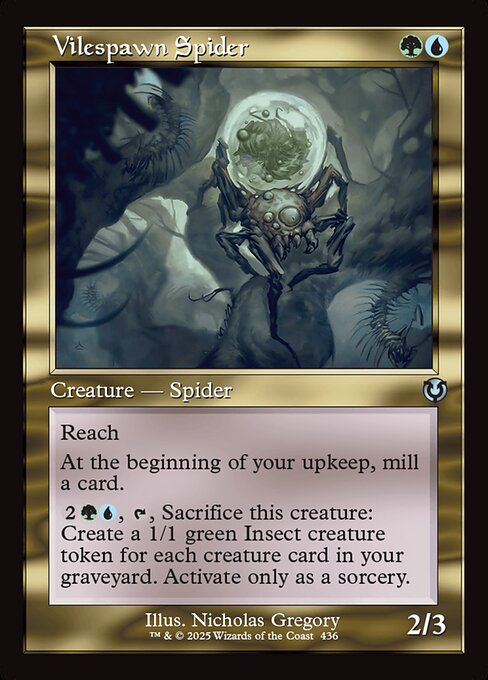 Vilespawn Spider
Creature — Spider
Reach
At the beginning of your upkeep, mill
a card.
2, , Sacrifice this creature:
Create a 1/1 green Insect creature
token for each creature card in your
graveyard. Activate only as a sorcery.
Illus. Nicholas Gregory
™ & © 2025 Wizards of the Coast 436
2/3